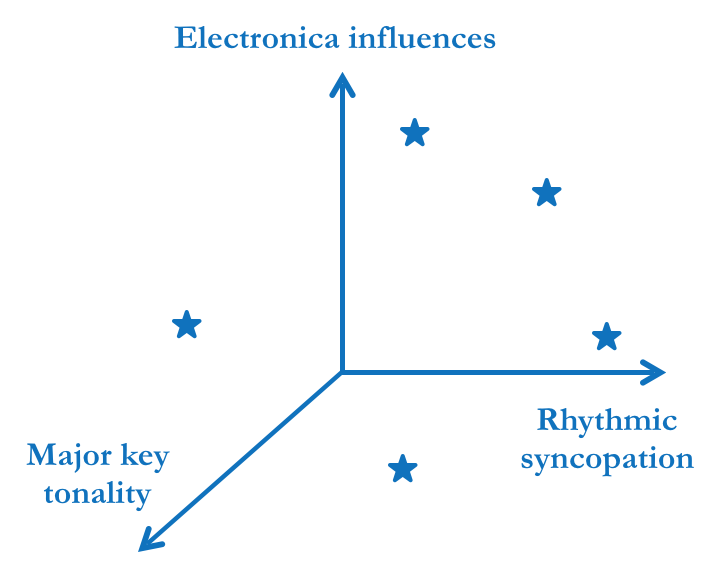 Electronica influences
Rhythmic
syncopation
Major key
tonality